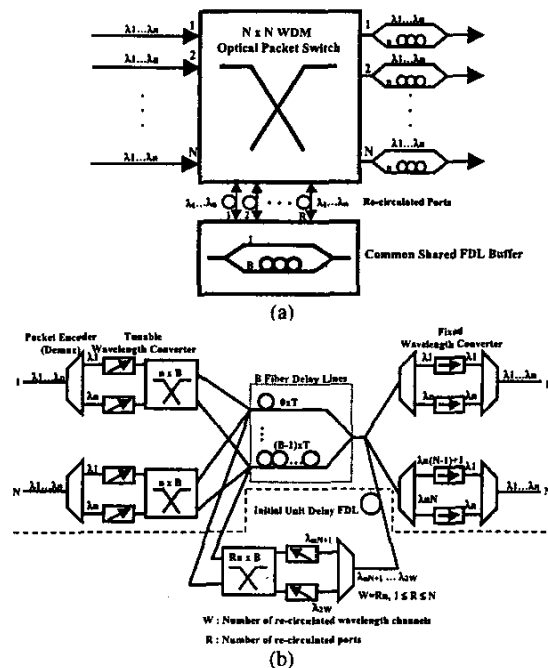 λ1...λn
1
N x N WDM
Optical Packet Switch
1
λ1...λn
n
λ1...λn
2
2
λ1...λn
n
λ1...λn
N
N
λ1...λn
n
λ1...λn
1
2
R
λ1...λn
Re-circulated Ports
1
B
Common Shared FDL Buffer
(a)
Packet Encoder
(Demux)
Tunable
Wavelength Converter
Fixed
Wavelength Converter
1
λ1...λn
λ1
λn
n x B
B Fiber Delay Lines
0xT
(B-1)xT
λ1
λ1
λn
λn
λ1...λn
1
N
λ1...λn
λ1
λn
n x B
Initial Unit Delay FDL
λn(N-1)+1
λ1
λnN
λn
λ1...λn
N
Rn x B
λnN+1
λ2W
λnN+1 ... λ2W
W=Rn, 1 ≤ R ≤ N
W : Number of re-circulated wavelength channels
R : Number of re-circulated ports
(b)